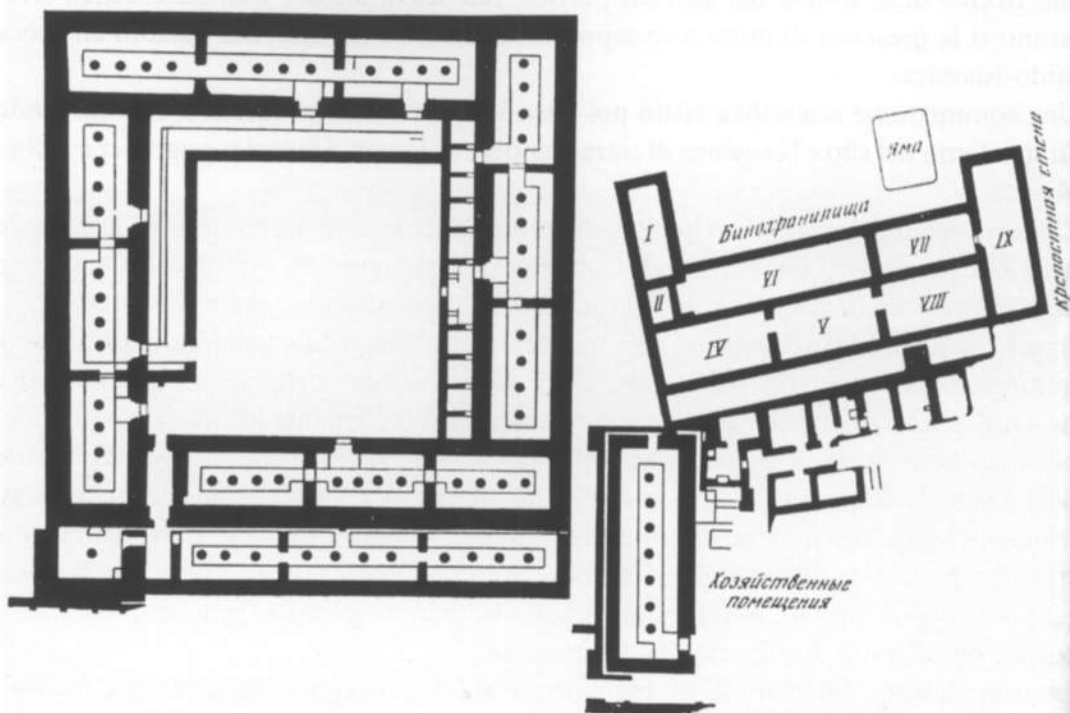 яма
Крепостная стена
Винохранилища
I
VI
VII
IX
II
IV
V
VIII
Хозяйственные
помещения